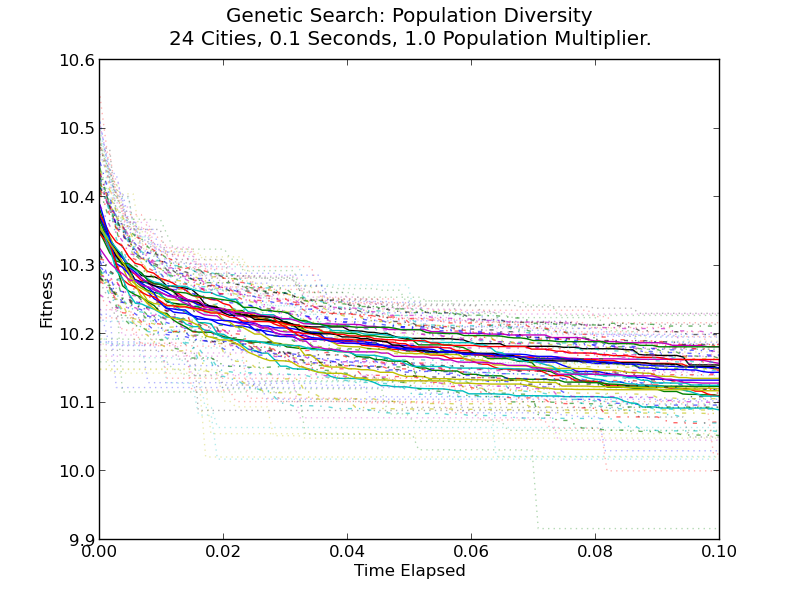 Genetic Search: Population Diversity
24 Cities, 0.1 Seconds, 1.0 Population Multiplier.
10.6
10.5
10.4
10.3
10.2
10.1
10.0
9.9
Fitness
0.00 0.02 0.04 0.06 0.08 0.10
Time Elapsed